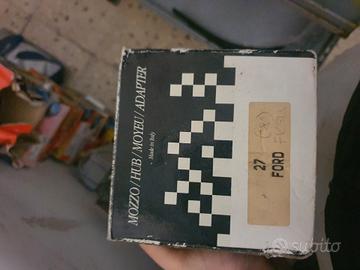 MOZZO/HUB/MOYEU/ADAPTER
Made in Italy
27
FORD
subito